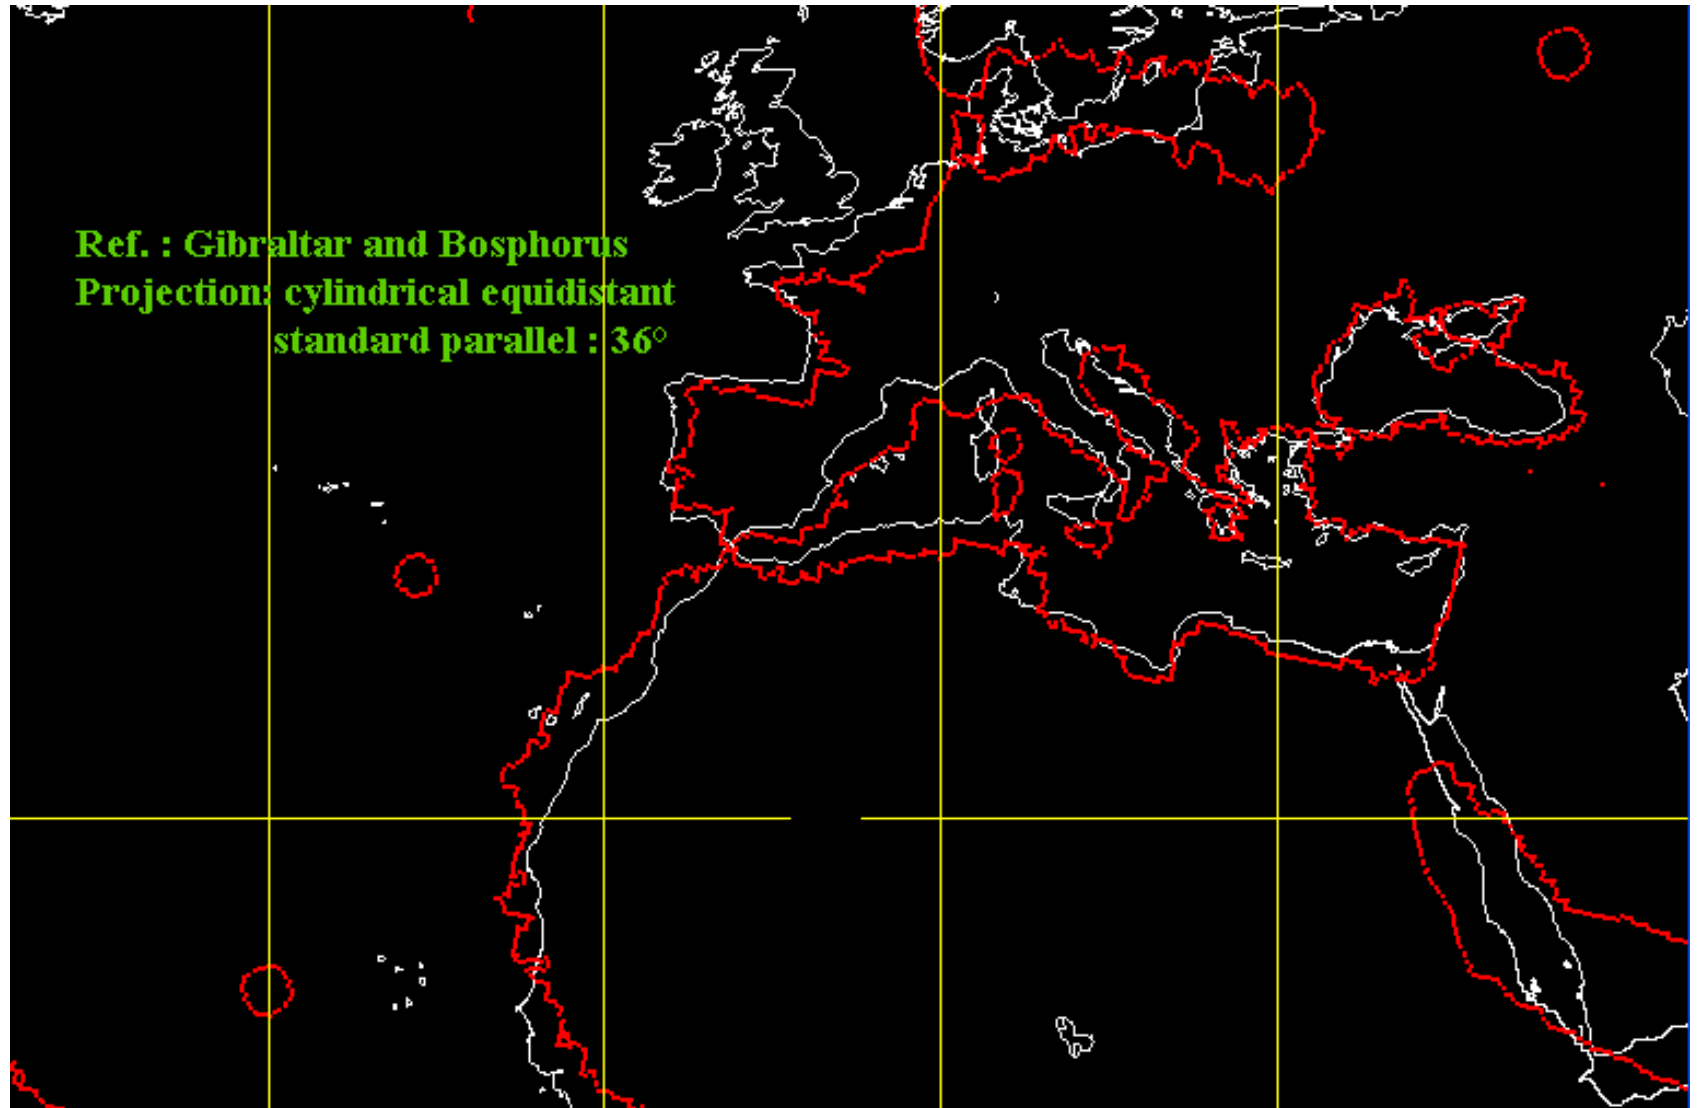 Ref. : Gibraltar and Bosphorus
Projection: cylindrical equidistant
standard parallel : 36°